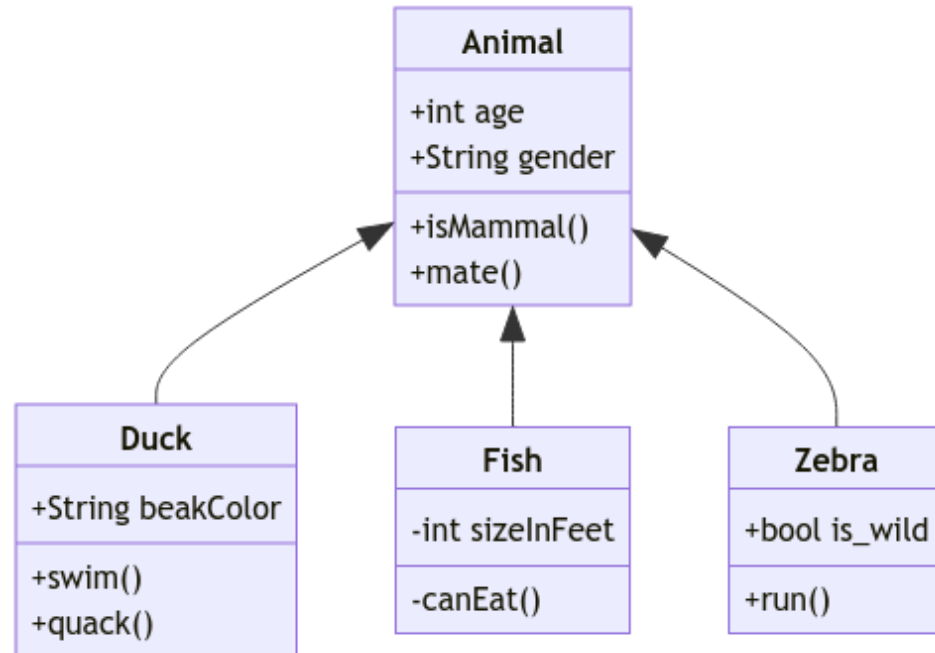 Animal
+int age
+String gender
+isMammal()
+mate()
Duck
+String beakColor
+swim()
+quack()
Fish
-int sizeInFeet
-canEat()
Zebra
+bool is_wild
+run()